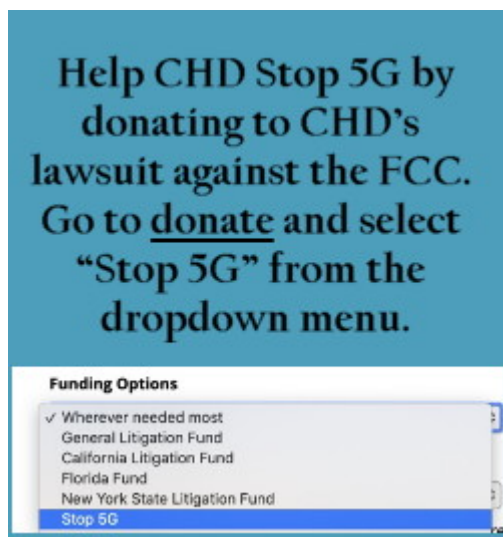 Help CHD Stop 5G by
donating to CHD's
lawsuit against the FCC.
Go to donate and select
“Stop 5G” from the
dropdown menu.
Funding Options
✓ Wherever needed most
General Litigation Fund
California Litigation Fund
Florida Fund
New York State Litigation Fund
Stop 5G